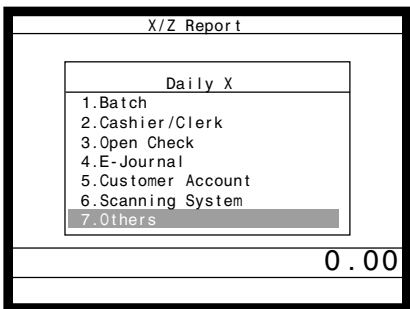 X/Z Report
Daily X
1.Batch
2.Cashier/Clerk
3.Open Check
4.E-Journal
5.Customer Account
6.Scanning System
7.Others
0.00